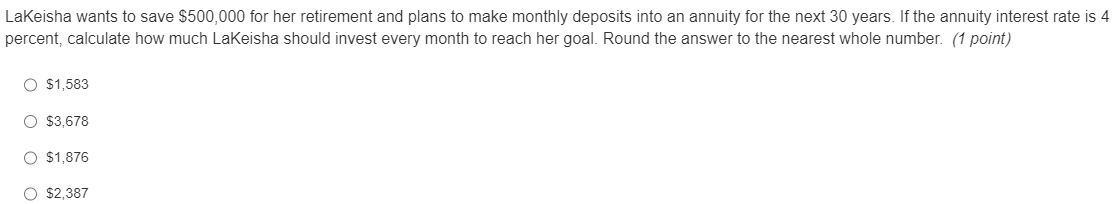 LaKeisha wants to save $500,000 for her retirement and plans to make monthly deposits into an annuity for the next 30 years. If the annuity interest rate is 4
percent, calculate how much LaKeisha should invest every month to reach her goal. Round the answer to the nearest whole number. (1 point)
$1,583
$3,678
$1,876
$2,387